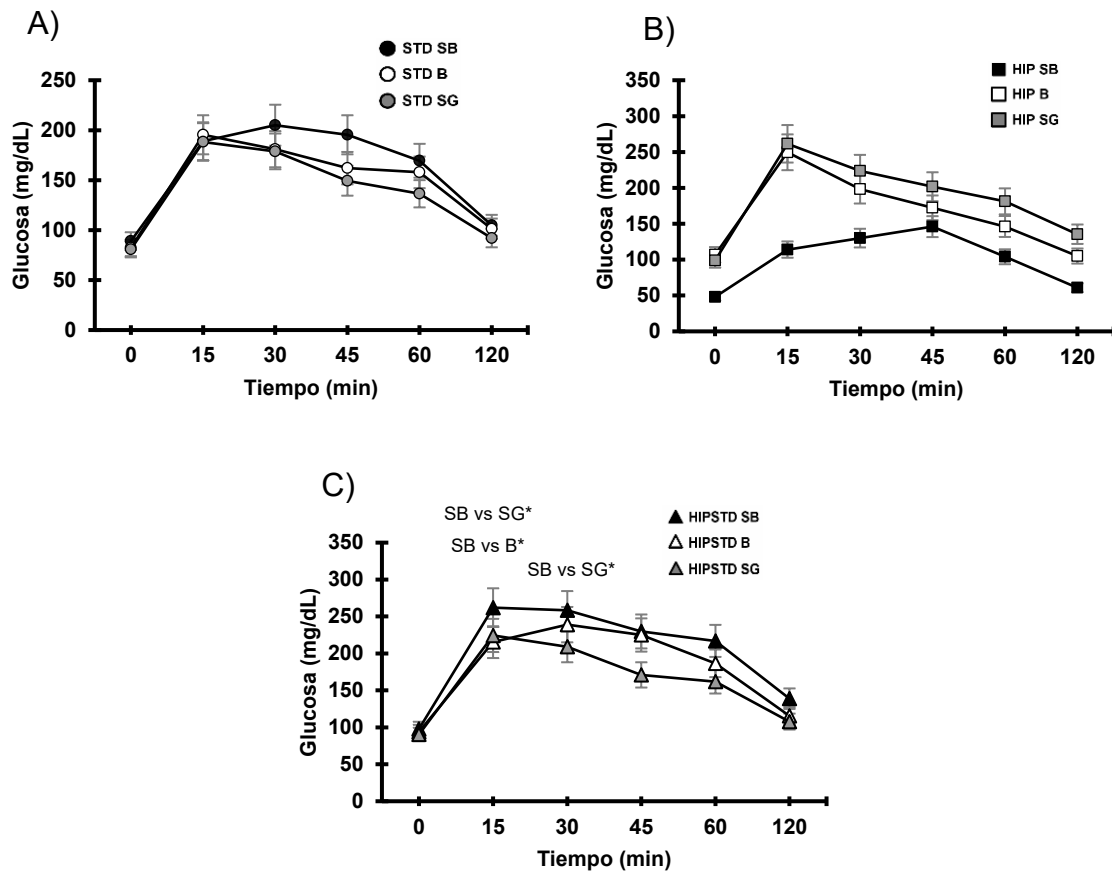 A)
STD SB
STD B
STD SG
250
200
150
100
50
0
Glucosa (mg/dL)
0 15 30 45 60 120
Tiempo (min)
B)
HIP SB
HIP B
HIP SG
350
300
250
200
150
100
50
0
Glucosa (mg/dL)
0 15 30 45 60 120
Tiempo (min)
C)
SB vs SG*
SB vs B*
SB vs SG*
HIPSTD SB
HIPSTD B
HIPSTD SG
350
300
250
200
150
100
50
0
Glucosa (mg/dL)
0 15 30 45 60 120
Tiempo (min)